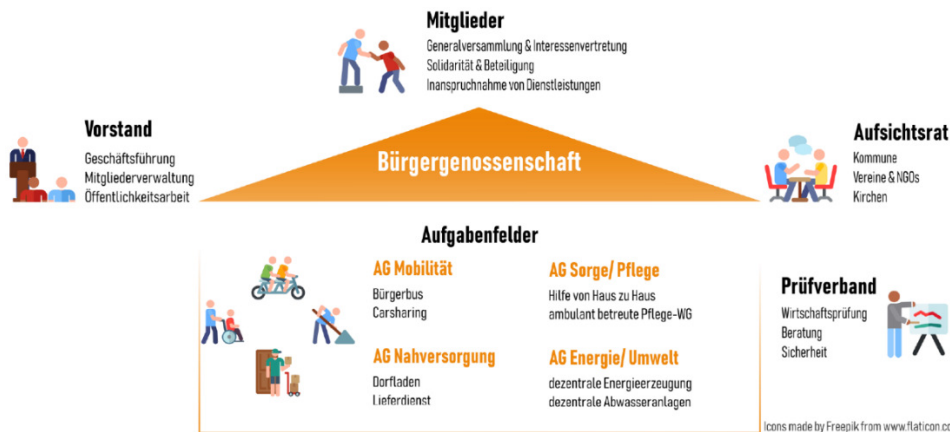 Mitglieder
Generalversammlung & Interessenvertretung
Solidarität & Beteiligung
Inanspruchnahme von Dienstleistungen
Vorstand
Geschäftsführung
Mitgliederverwaltung
Öffentlichkeitsarbeit
Bürgergenossenschaft
Aufsichtsrat
Kommune
Vereine & NGOs
Kirchen
Aufgabenfelder
AG Mobilität
Bürgerbus
Carsharing
AG Sorge/ Pflege
Hilfe von Haus zu Haus
ambulant betreute Pflege-WG
AG Nahversorgung
Dorfladen
Lieferdienst
AG Energie/ Umwelt
dezentrale Energieerzeugung
dezentrale Abwasseranlagen
Prüfverband
Wirtschaftsprüfung
Beratung
Sicherheit
Icons made by Freepik from www.flaticon.co